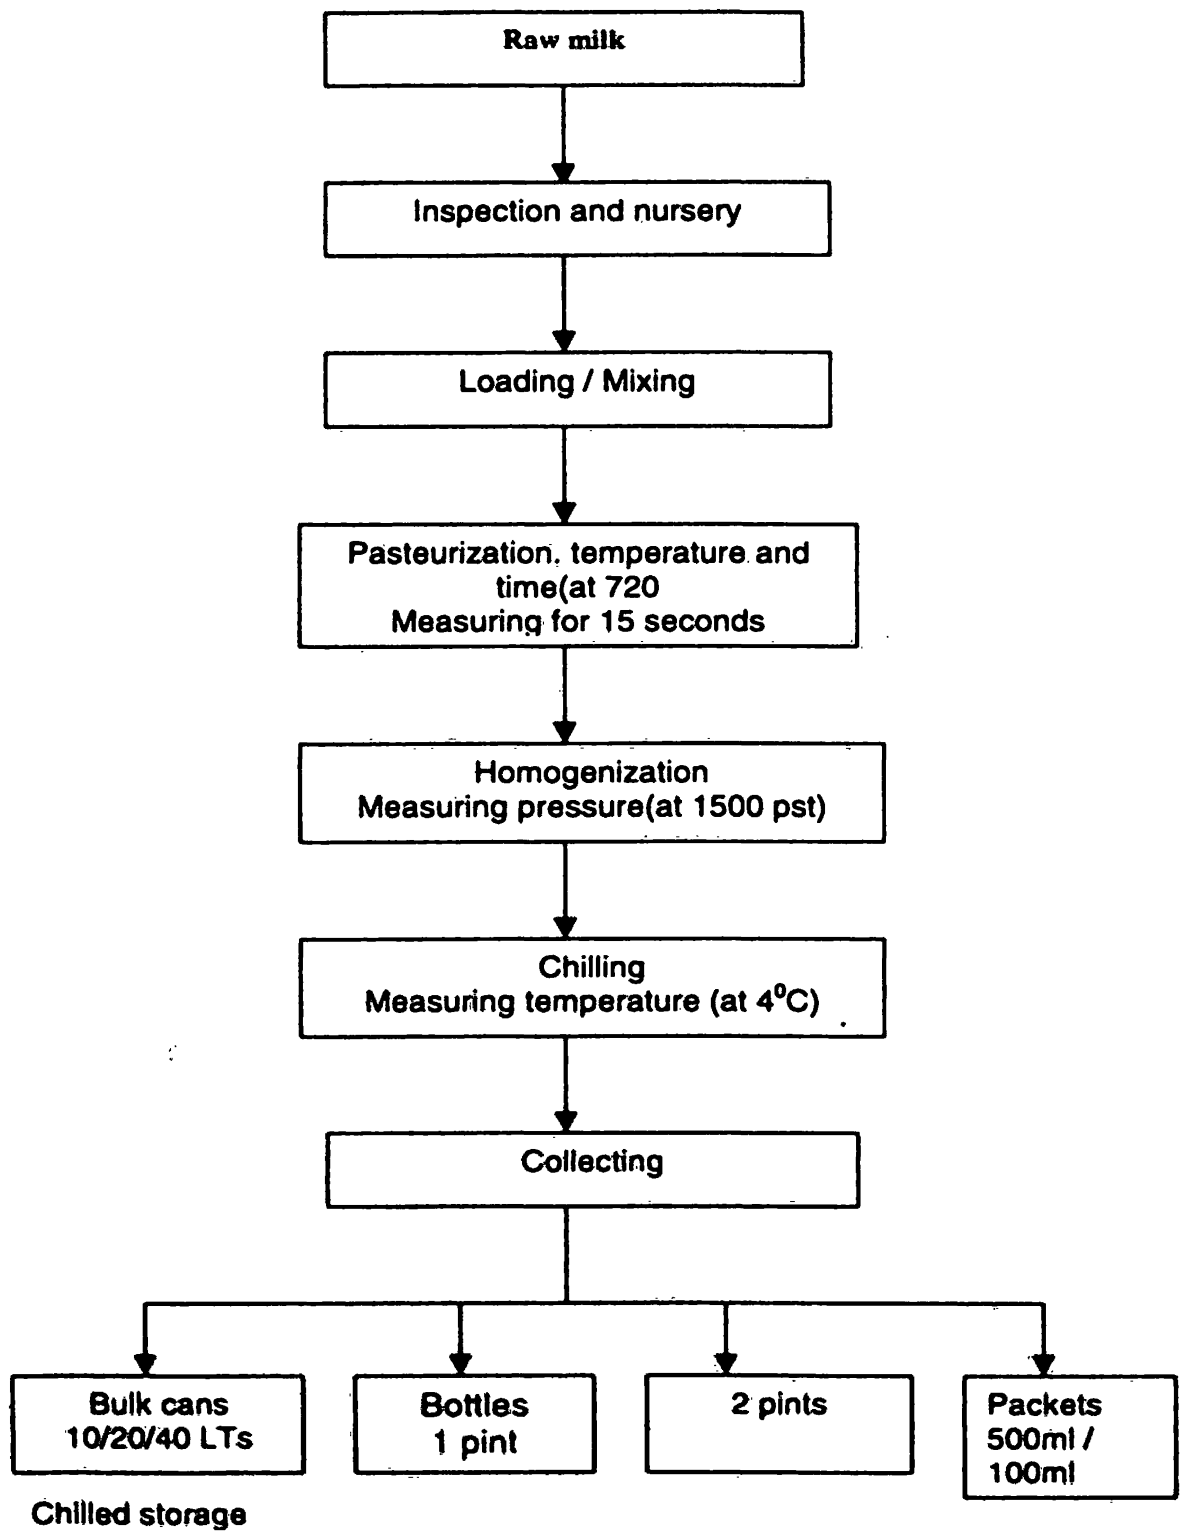 Raw milk
Inspection and nursery
Loading / Mixing
Pasteurization, temperature and
time(at 720
Measuring for 15 seconds
Homogenization
Measuring pressure(at 1500 pst)
Chilling
Measuring temperature (at 4⁰C)
Collecting
Bulk cans
10/20/40 LTs
Bottles
1 pint
2 pints
Packets
500ml /
100ml
Chilled storage